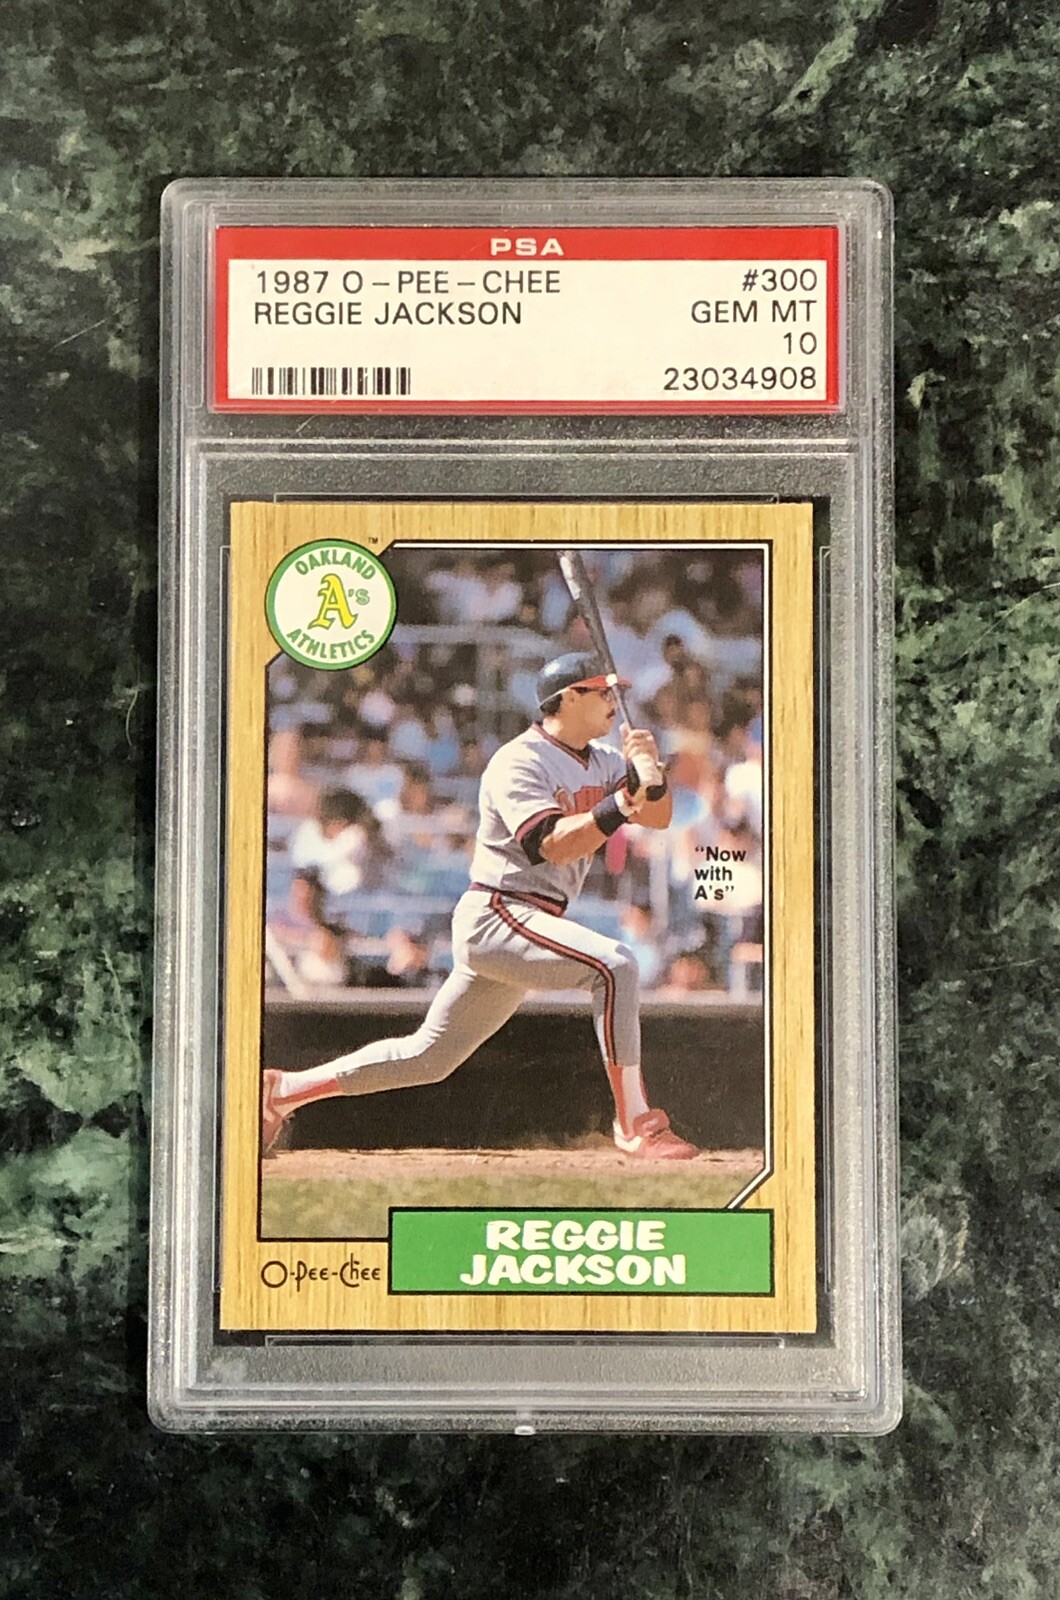 PSA
1987 O-PEE-CHEE #300
REGGIE JACKSON GEM MT
10
23034908
OAKLAND
A's
ATHLETICS
TM
"Now
with
A's"
REGGIE
JACKSON
O-Pee-Chee